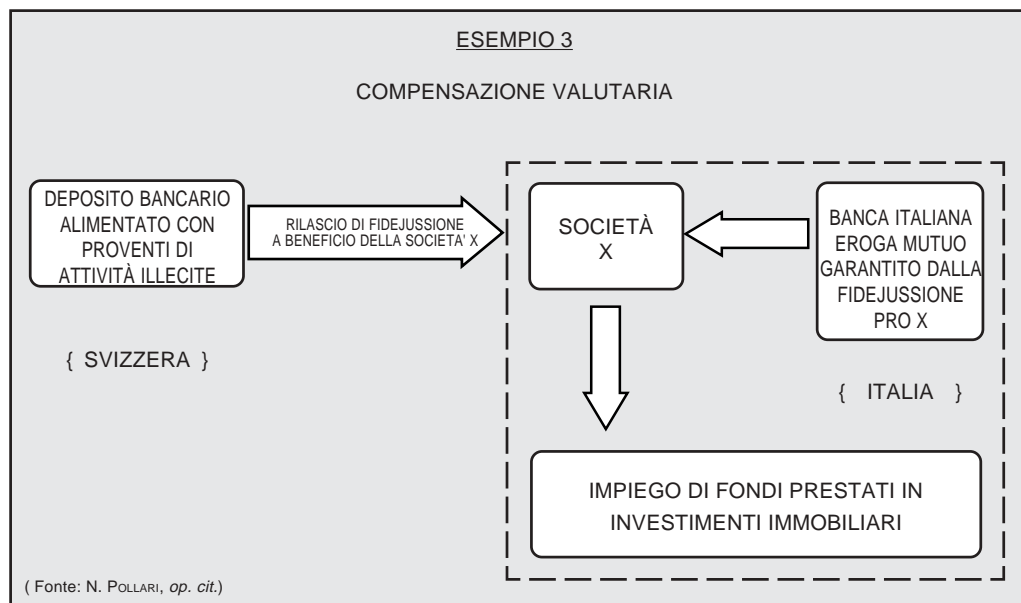 ESEMPIO 3
COMPENSAZIONE VALUTARIA
DEPOSITO BANCARIO
ALIMENTATO CON
PROVENTI DI
ATTIVITÀ ILLECITE
RILASCIO DI FIDEJUSSIONE
A BENEFICIO DELLA SOCIETA' X
SOCIETÀ
X
BANCA ITALIANA
EROGA MUTUO
GARANTITO DALLA
FIDEJUSSIONE
PRO X
{ SVIZZERA }
{ ITALIA }
IMPIEGO DI FONDI PRESTATI IN
INVESTIMENTI IMMOBILIARI
( Fonte: N. POLLARI, op. cit.)